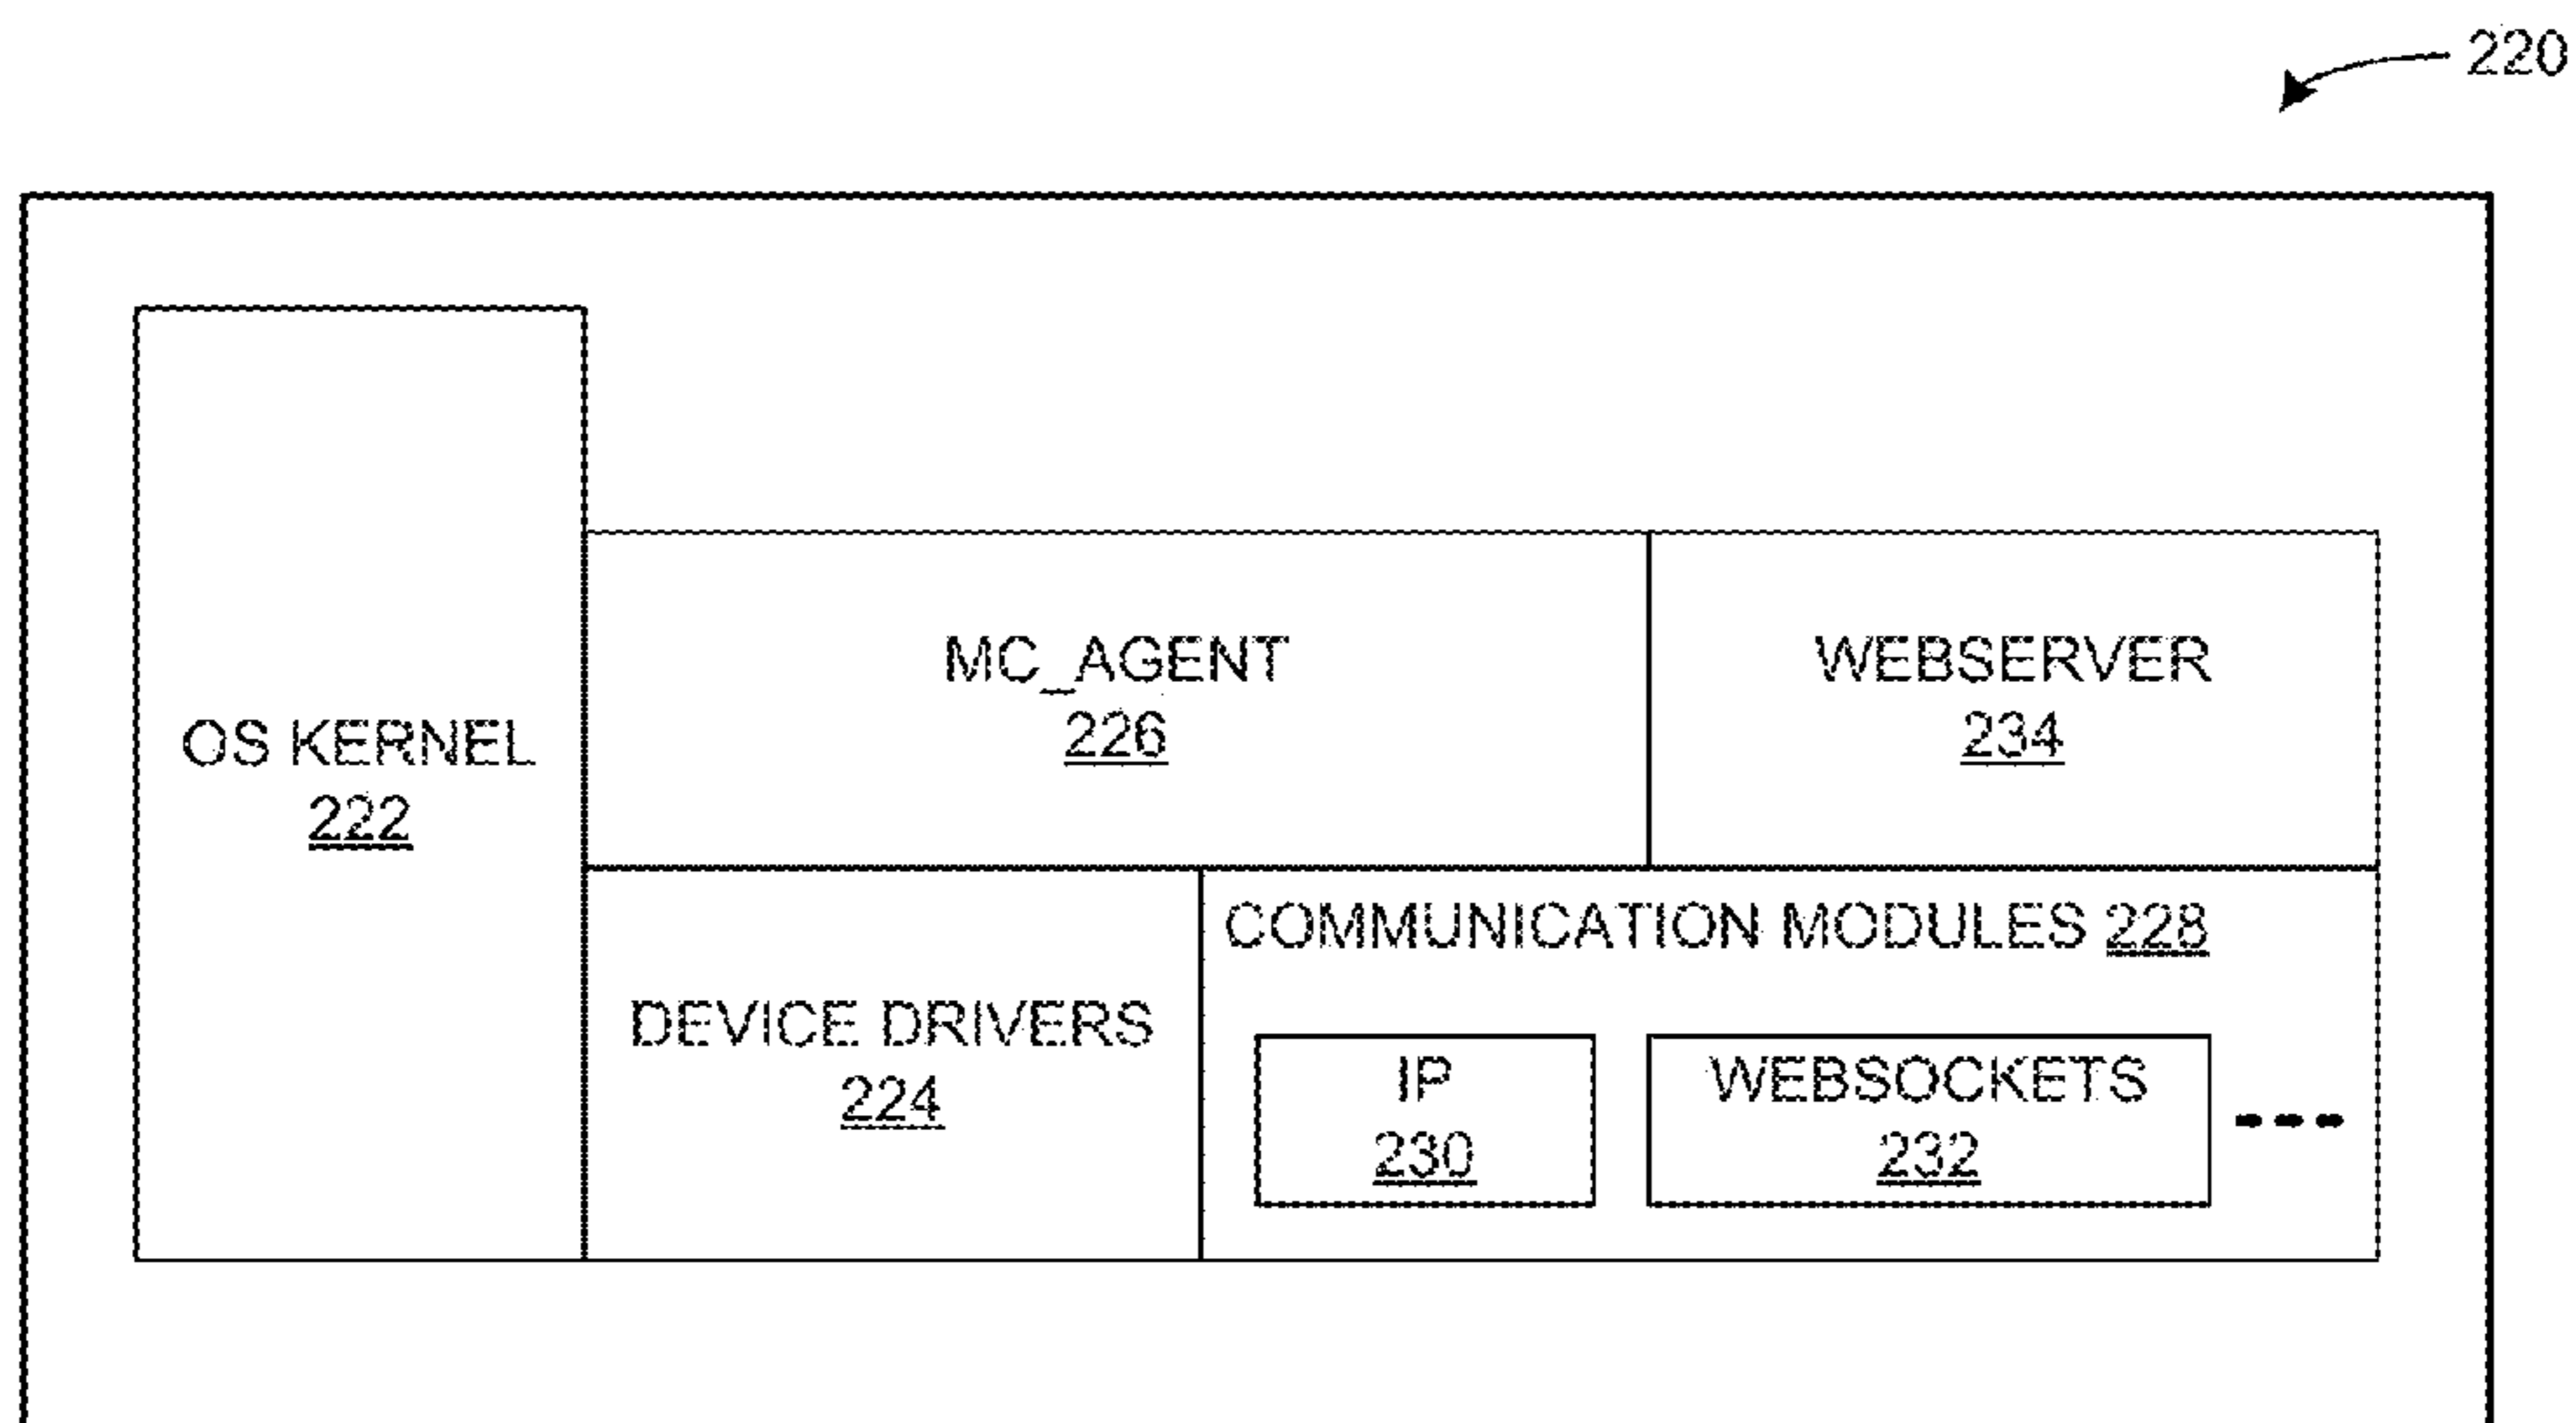 220
OS KERNEL
222
MC_AGENT
226
WEBSERVER
234
DEVICE DRIVERS
224
COMMUNICATION MODULES 228
IP
230
WEBSOCKETS
232